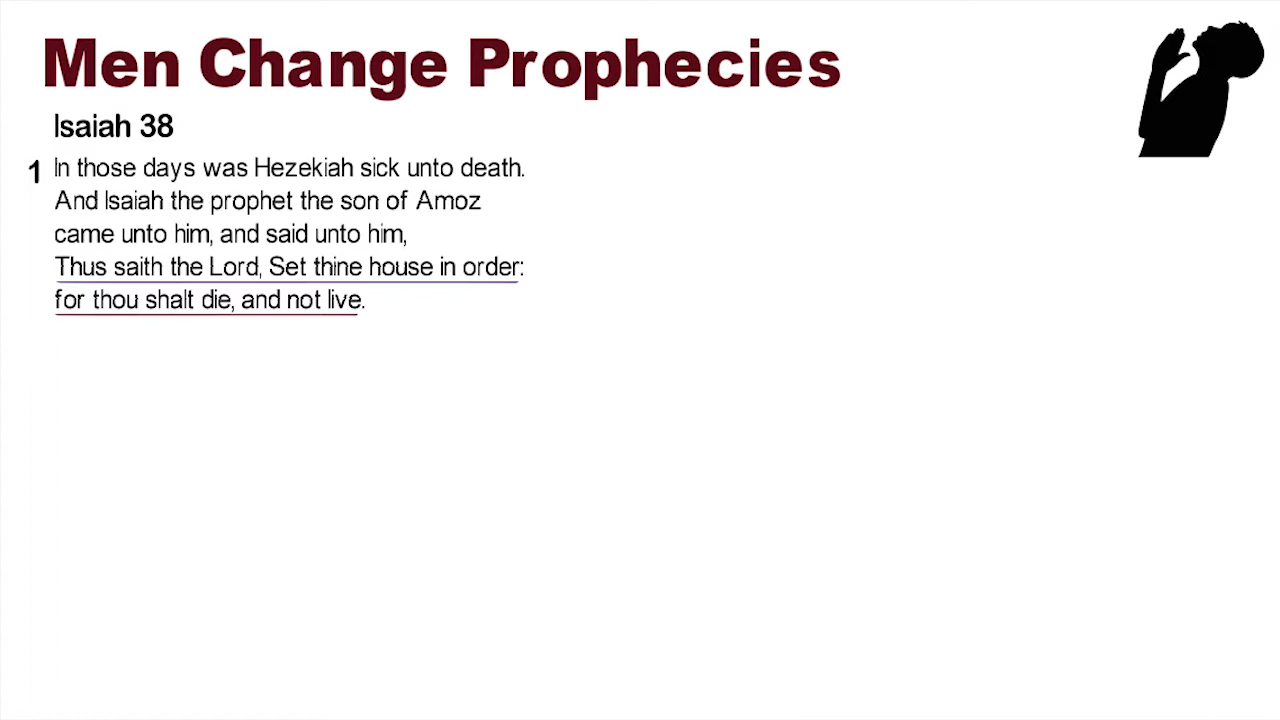 Men Change Prophecies
Isaiah 38
1 In those days was Hezekiah sick unto death.
And Isaiah the prophet the son of Amoz
came unto him, and said unto him,
Thus saith the Lord, Set thine house in order:
for thou shalt die, and not live.